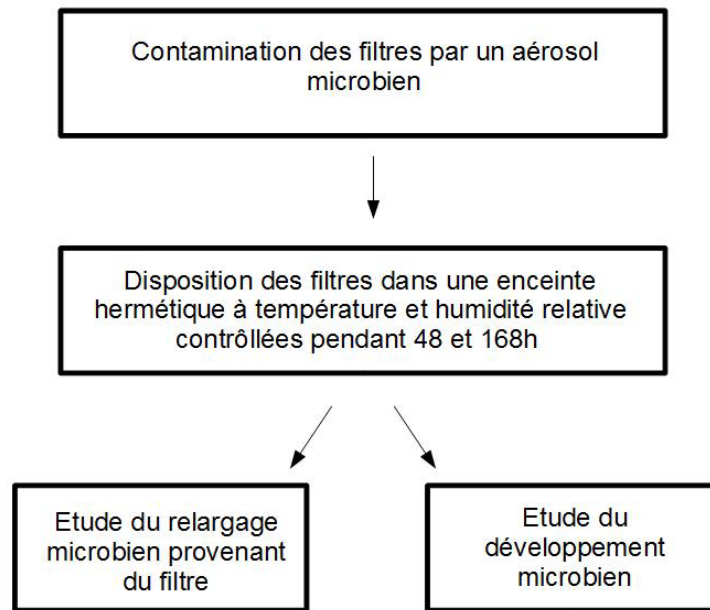 Contamination des filtres par un aérosol
microbien
Disposition des filtres dans une enceinte
hermétique à température et humidité relative
contrôllées pendant 48 et 168h
Etude du relargage
microbien provenant
du filtre
Etude du
développement
microbien